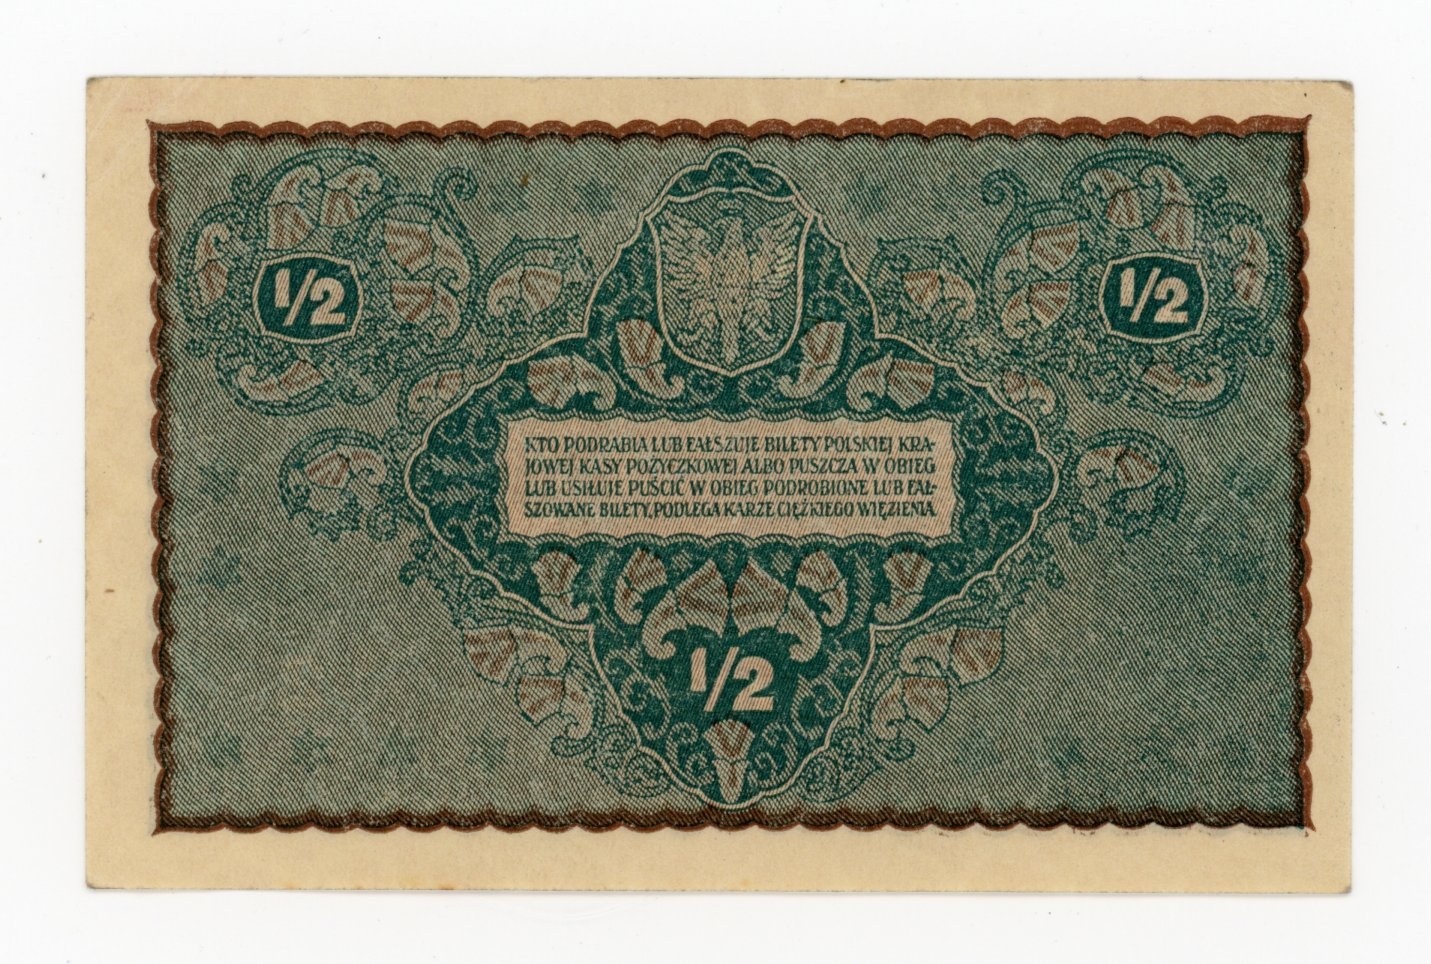 1/2
1/2
KTO PODRABIA LUB FAŁSZUJE BILETY POLSKIEJ KRA-
JOWEJ KASY POŻYCZKOWEJ ALBO PUSZCZA W OBIEG
LUB USIŁUJE PUŚCIĆ W OBIEG PODROBIONE LUB FAŁ-
SZOWANE BILETY, PODLEGA KARZE CIĘŻKIEGO WIĘZIENIA
1/2